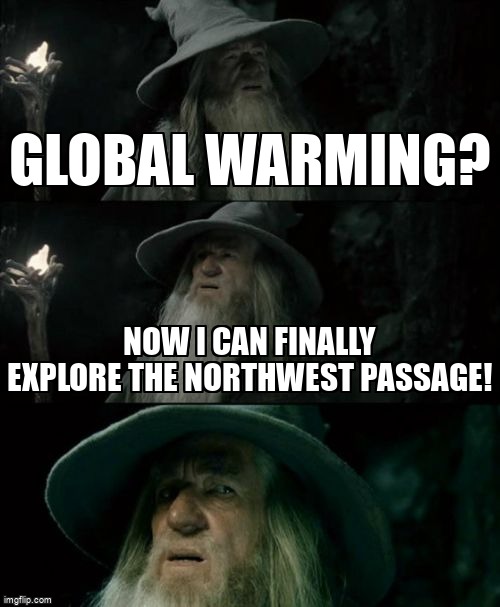 GLOBAL WARMING?
NOW I CAN FINALLY
EXPLORE THE NORTHWEST PASSAGE!
imgflip.com